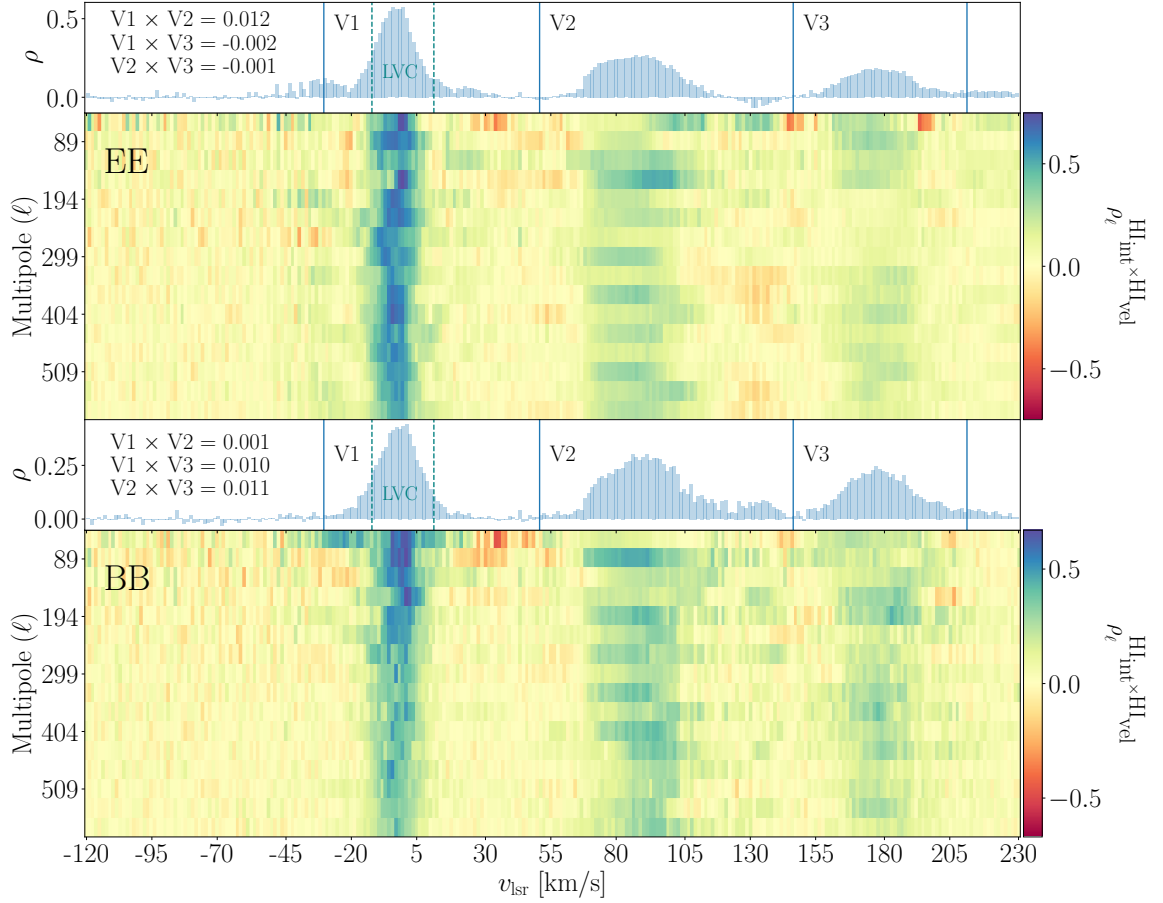 V1 × V2 = 0.012
V1 × V3 = -0.002
V2 × V3 = -0.001
V1
V2
V3
LVC
ρ
0.5
0.0
EE
Multipole (ℓ)
89
194
299
404
509
0.5
0.0
−0.5
ρ_ℓ^{HI_int×HI_vel}
V1 × V2 = 0.001
V1 × V3 = 0.010
V2 × V3 = 0.011
V1
V2
V3
LVC
ρ
0.25
0.00
BB
Multipole (ℓ)
89
194
299
404
509
0.5
0.0
−0.5
ρ_ℓ^{HI_int×HI_vel}
-120 -95 -70 -45 -20 5 30 55 80 105 130 155 180 205 230
v_lsr [km/s]